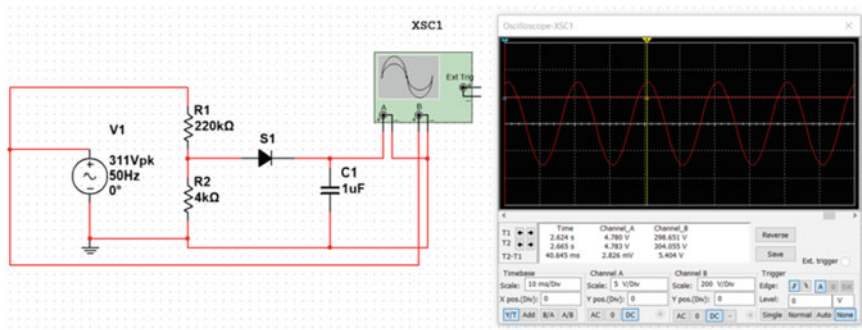 XSC1
Ext Trig
A
B
V1
311Vpk
50Hz
0°
R1
220kΩ
R2
4kΩ
S1
C1
1uF
Oscilloscope-XSC1
Time Channel_A Channel_B
T1 2.624 s 4.780 V 298.651 V
T2 2.665 s 4.783 V 304.055 V
T2-T1 40.645 ms 2.826 mV 5.404 V
Reverse
Save
Ext. trigger
Timebase
Scale: 10 ms/Div
X pos.(Div): 0
Y/T Add B/A A/B
Channel A
Scale: 5 V/Div
Y pos.(Div): 0
AC 0 DC
Channel B
Scale: 200 V/Div
Y pos.(Div): 0
AC 0 DC -
Trigger
Edge: A B Ext
Level: 0 V
Single Normal Auto None